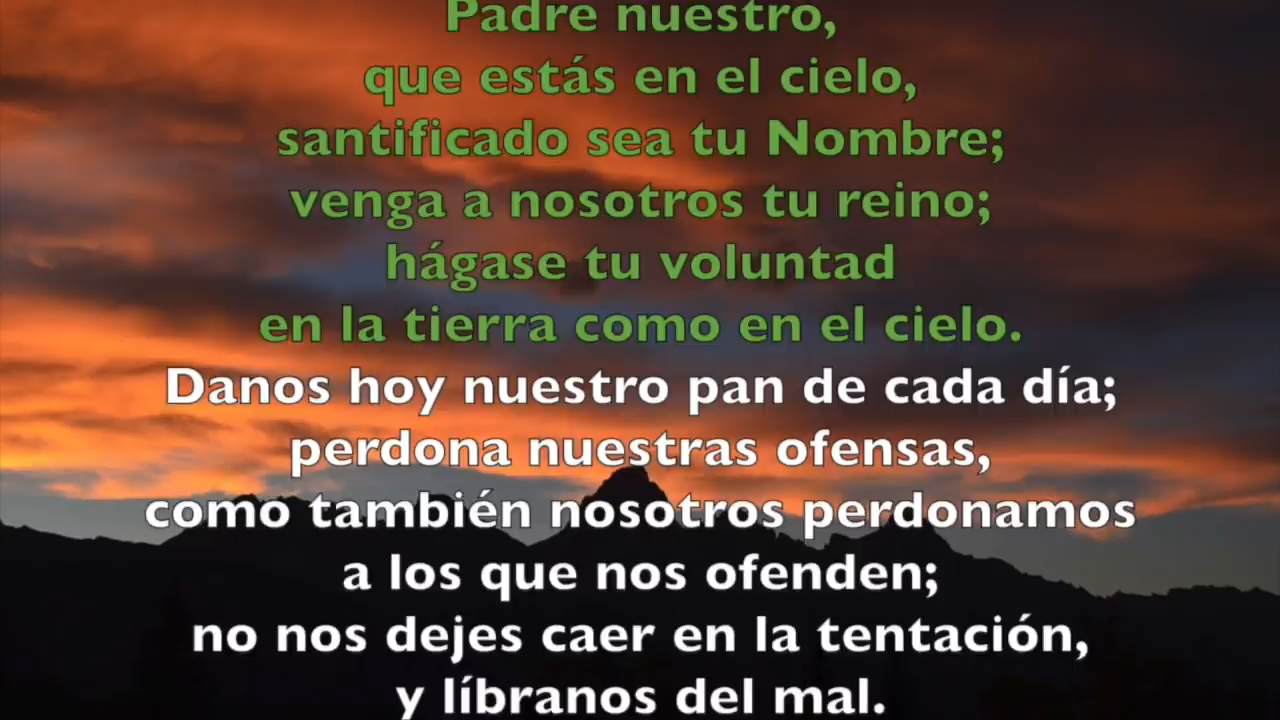 Padre nuestro,
que estás en el cielo,
santificado sea tu Nombre;
venga a nosotros tu reino;
hágase tu voluntad
en la tierra como en el cielo.
Danos hoy nuestro pan de cada día;
perdona nuestras ofensas,
como también nosotros perdonamos
a los que nos ofenden;
no nos dejes caer en la tentación,
y líbranos del mal.